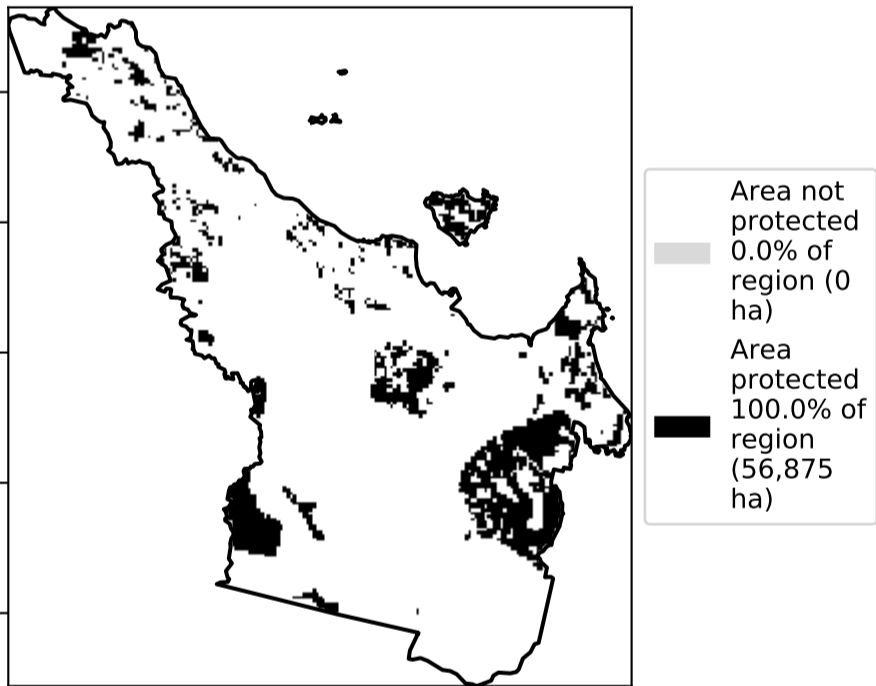 Area not
protected
0.0% of
region (0
ha)
Area
protected
100.0% of
region
(56,875
ha)